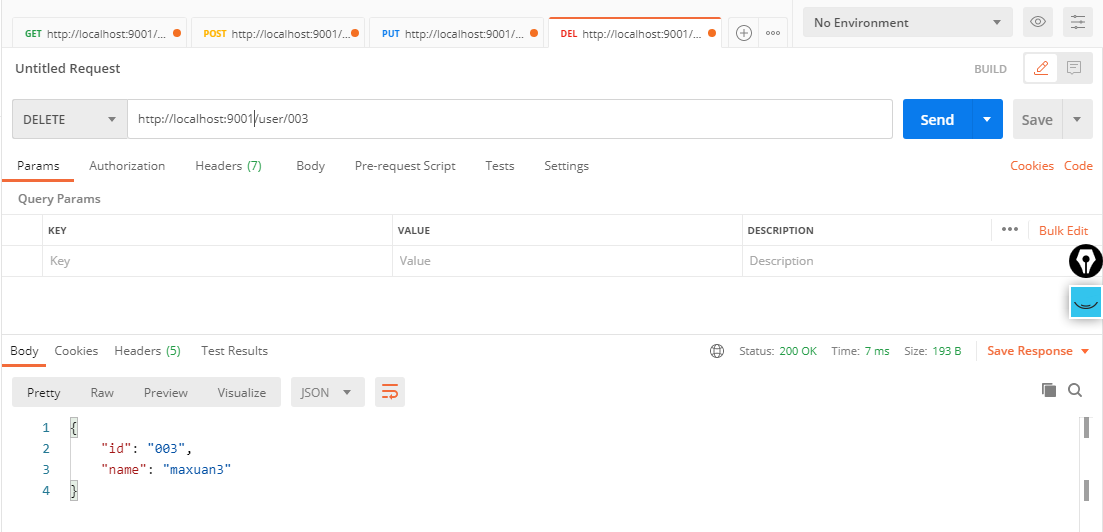 GET http://localhost:9001/... POST http://localhost:9001/... PUT http://localhost:9001/... DEL http://localhost:9001/... No Environment
Untitled Request BUILD
DELETE http://localhost:9001/user/003 Send Save
Params Authorization Headers (7) Body Pre-request Script Tests Settings Cookies Code
Query Params
KEY VALUE DESCRIPTION Bulk Edit
Key Value Description
Body Cookies Headers (5) Test Results Status: 200 OK Time: 7 ms Size: 193 B Save Response
Pretty Raw Preview Visualize JSON
1 {
2 "id": "003",
3 "name": "maxuan3"
4 }